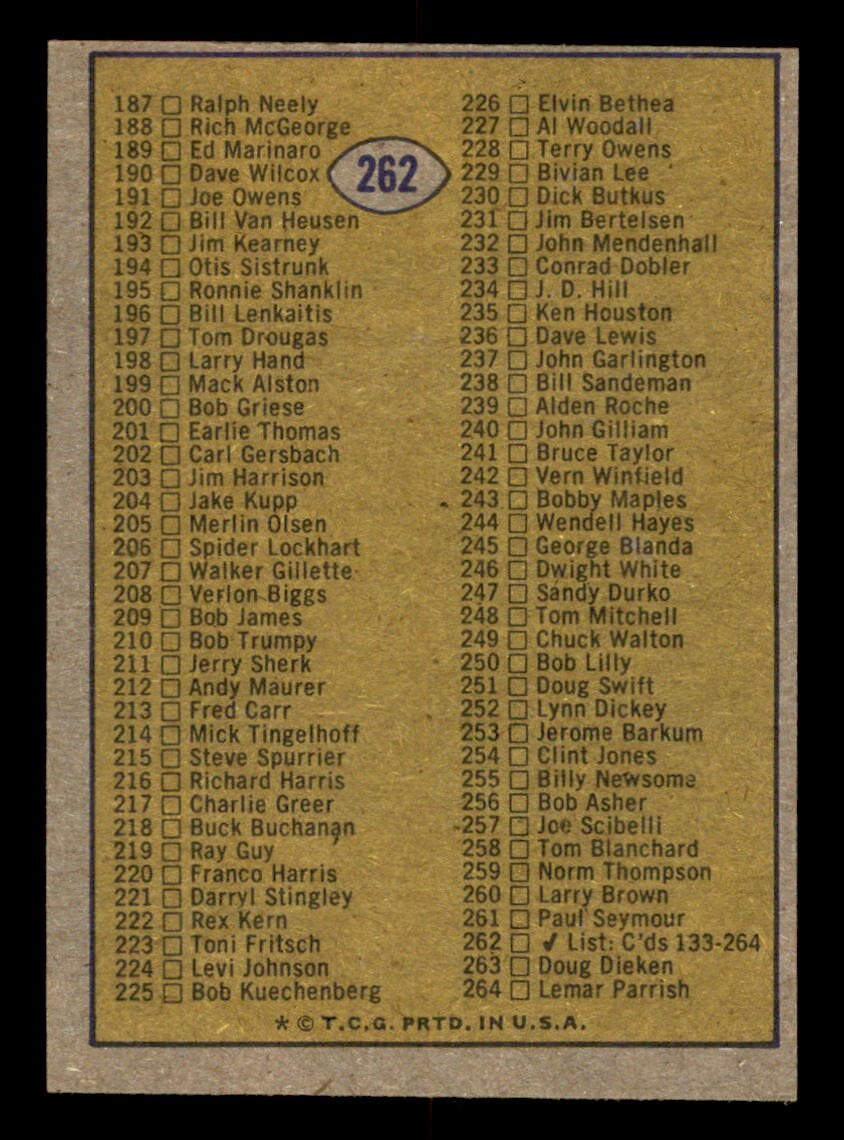 187 □ Ralph Neely
188 □ Rich McGeorge
189 □ Ed Marinaro
190 □ Dave Wilcox
191 □ Joe Owens
192 □ Bill Van Heusen
193 □ Jim Kearney
194 □ Otis Sistrunk
195 □ Ronnie Shanklin
196 □ Bill Lenkaitis
197 □ Tom Drougas
198 □ Larry Hand
199 □ Mack Alston
200 □ Bob Griese
201 □ Earlie Thomas
202 □ Carl Gersbach
203 □ Jim Harrison
204 □ Jake Kupp
205 □ Merlin Olsen
206 □ Spider Lockhart
207 □ Walker Gillette
208 □ Verlon Biggs
209 □ Bob James
210 □ Bob Trumpy
211 □ Jerry Sherk
212 □ Andy Maurer
213 □ Fred Carr
214 □ Mick Tingelhoff
215 □ Steve Spurrier
216 □ Richard Harris
217 □ Charlie Greer
218 □ Buck Buchanan
219 □ Ray Guy
220 □ Franco Harris
221 □ Darryl Stingley
222 □ Rex Kern
223 □ Toni Fritsch
224 □ Levi Johnson
225 □ Bob Kuechenberg
262
226 □ Elvin Bethea
227 □ Al Woodall
228 □ Terry Owens
229 □ Bivian Lee
230 □ Dick Butkus
231 □ Jim Bertelsen
232 □ John Mendenhall
233 □ Conrad Dobler
234 □ J. D. Hill
235 □ Ken Houston
236 □ Dave Lewis
237 □ John Garlington
238 □ Bill Sandeman
239 □ Alden Roche
240 □ John Gilliam
241 □ Bruce Taylor
242 □ Vern Winfield
243 □ Bobby Maples
244 □ Wendell Hayes
245 □ George Blanda
246 □ Dwight White
247 □ Sandy Durko
248 □ Tom Mitchell
249 □ Chuck Walton
250 □ Bob Lilly
251 □ Doug Swift
252 □ Lynn Dickey
253 □ Jerome Barkum
254 □ Clint Jones
255 □ Billy Newsome
256 □ Bob Asher
257 □ Joe Scibelli
258 □ Tom Blanchard
259 □ Norm Thompson
260 □ Larry Brown
261 □ Paul Seymour
262 □ ✓ List: C'ds 133-264
263 □ Doug Dieken
264 □ Lemar Parrish
* © T.C.G. PRTD. IN U.S.A.